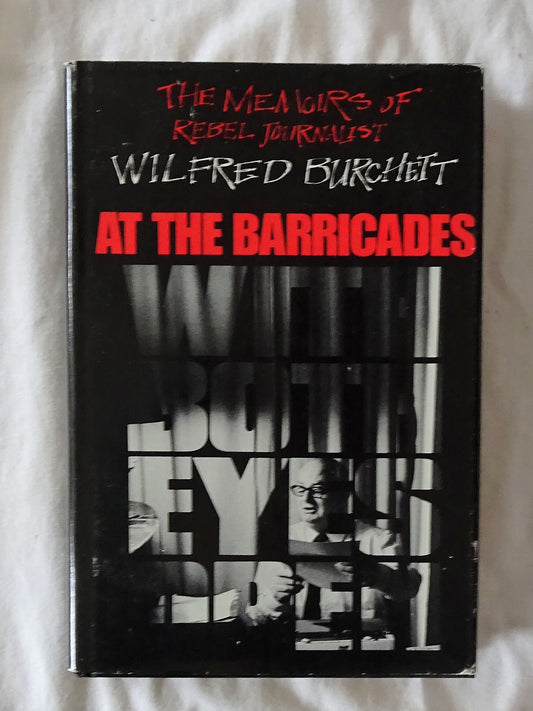 THE MEMOIRS OF
REBEL JOURNALIST
WILFRED BURCHETT
AT THE BARRICADES
WITH
BOTH
EYES
OPEN